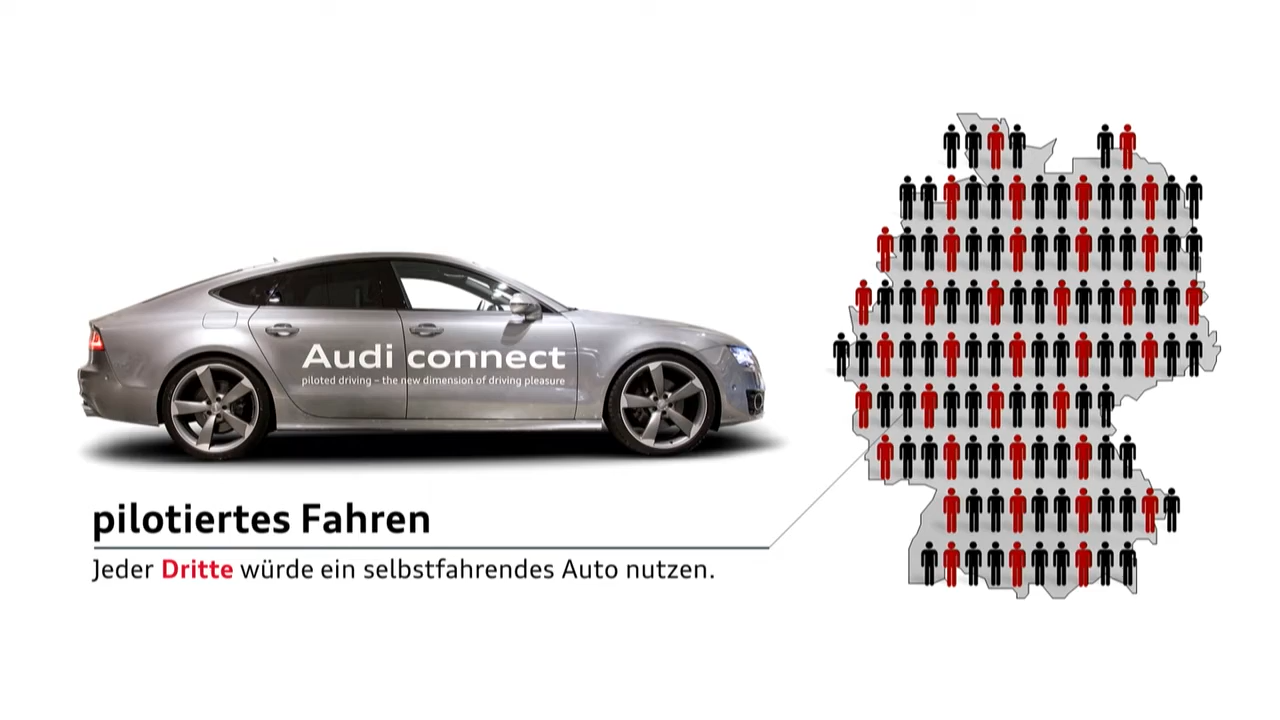 Audi connect
piloted driving – the new dimension of driving pleasure
pilotiertes Fahren
Jeder Dritte würde ein selbstfahrendes Auto nutzen.